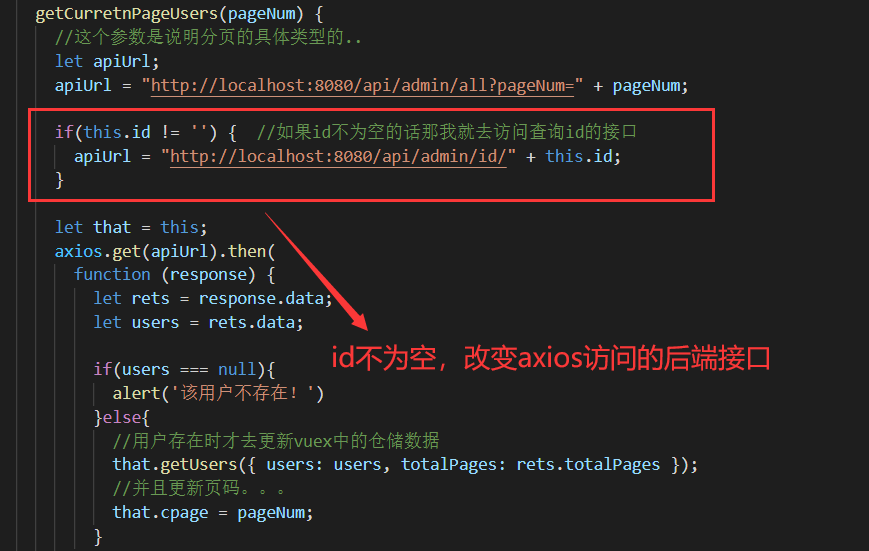 getCurretnPageUsers(pageNum) {
//这个参数是说明分页的具体类型的..
let apiUrl;
apiUrl = "http://localhost:8080/api/admin/all?pageNum=" + pageNum;
if(this.id != '') {  //如果id不为空的话那我就去访问查询id的接口
apiUrl = "http://localhost:8080/api/admin/id/" + this.id;
}
let that = this;
axios.get(apiUrl).then(
function (response) {
let rets = response.data;
let users = rets.data;
id不为空，改变axios访问的后端接口
if(users === null){
alert('该用户不存在！')
}else{
//用户存在时才去更新vuex中的仓储数据
that.getUsers({ users: users, totalPages: rets.totalPages });
//并且更新页码。。。
that.cpage = pageNum;
}